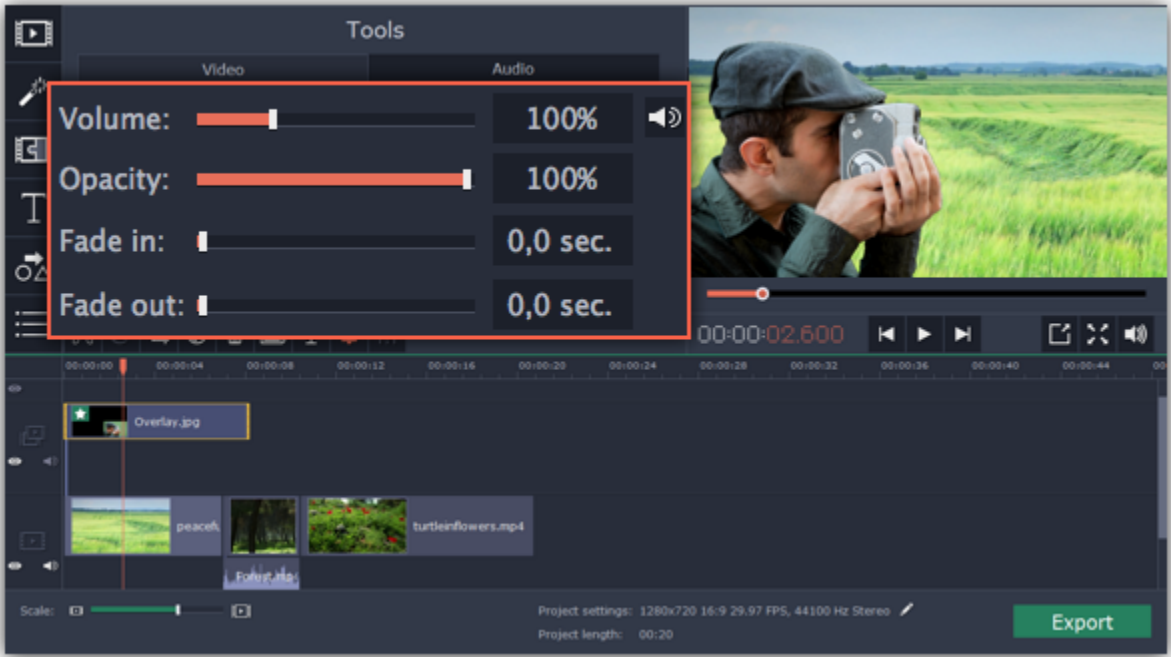 Tools
Video Audio
Volume: 100%
Opacity: 100%
Fade in: 0,0 sec.
Fade out: 0,0 sec.
T
00:00:02.600
00:00:00 00:00:04 00:00:08 00:00:12 00:00:16 00:00:20 00:00:24 00:00:28 00:00:32 00:00:36 00:00:40 00:00:44 00
Overlay.jpg
peacefu turtleinflowers.mp4
Forest.mp4
Scale:
Project settings: 1280x720 16:9 29.97 FPS, 44100 Hz Stereo
Project length: 00:20
Export